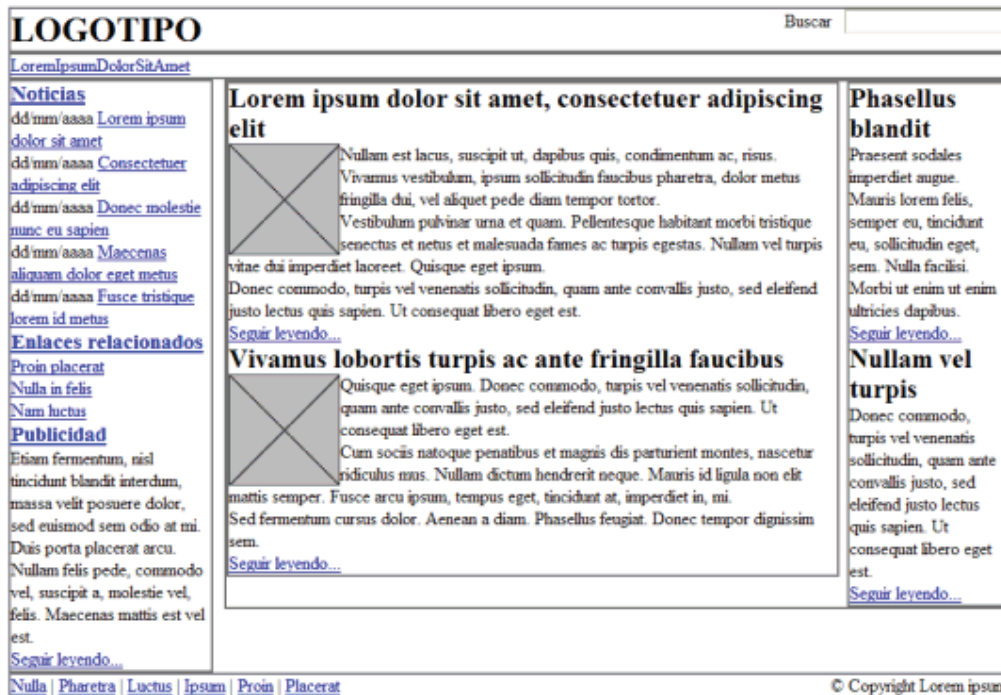 LOGOTIPO
Buscar
LoremIpsumDolorSitAmet
Noticias
dd/mm/aaaa Lorem ipsum
dolor sit amet
dd/mm/aaaa Consectetuer
adipiscing elit
dd/mm/aaaa Donec molestie
nunc eu sapien
dd/mm/aaaa Maecenas
aliquam dolor eget metus
dd/mm/aaaa Fusce tristique
lorem id metus
Enlaces relacionados
Proin placerat
Nulla in felis
Nam luctus
Publicidad
Etiam fermentum, nisl
tincidunt blandit interdum,
massa velit posuere dolor,
sed euismod sem odio at mi.
Duis porta placerat arcu.
Nullam felis pede, commodo
vel, suscipit a, molestie vel,
felis. Maecenas mattis est vel
est.
Seguir leyendo...
Lorem ipsum dolor sit amet, consectetuer adipiscing
elit
Nullam est lacus, suscipit ut, dapibus quis, condimentum ac, risus.
Vivamus vestibulum, ipsum sollicitudin faucibus pharetra, dolor metus
fringilla dui, vel aliquet pede diam tempor tortor.
Vestibulum pulvinar urna et quam. Pellentesque habitant morbi tristique
senectus et netus et malesuada fames ac turpis egestas. Nullam vel turpis
vitae dui imperdiet laoreet. Quisque eget ipsum.
Donec commodo, turpis vel venenatis sollicitudin, quam ante convallis justo, sed eleifend
justo lectus quis sapien. Ut consequat libero eget est.
Seguir leyendo...
Vivamus lobortis turpis ac ante fringilla faucibus
Quisque eget ipsum. Donec commodo, turpis vel venenatis sollicitudin,
quam ante convallis justo, sed eleifend justo lectus quis sapien. Ut
consequat libero eget est.
Cum sociis natoque penatibus et magnis dis parturient montes, nascetur
ridiculus mus. Nullam dictum hendrerit neque. Mauris id ligula non elit
mattis semper. Fusce arcu ipsum, tempus eget, tincidunt at, imperdiet in, mi.
Sed fermentum cursus dolor. Aenean a diam. Phasellus feugiat. Donec tempor dignissim
sem.
Seguir leyendo...
Phasellus
blandit
Praesent sodales
imperdiet augue.
Mauris lorem felis,
semper eu, tincidunt
eu, sollicitudin eget,
sem. Nulla facilisi.
Morbi ut enim ut enim
ultricies dapibus.
Seguir leyendo...
Nullam vel
turpis
Donec commodo,
turpis vel venenatis
sollicitudin, quam ante
convallis justo, sed
eleifend justo lectus
quis sapien. Ut
consequat libero eget
est.
Seguir leyendo...
Nulla | Pharetra | Luctus | Ipsum | Proin | Placerat
© Copyright Lorem ipsum